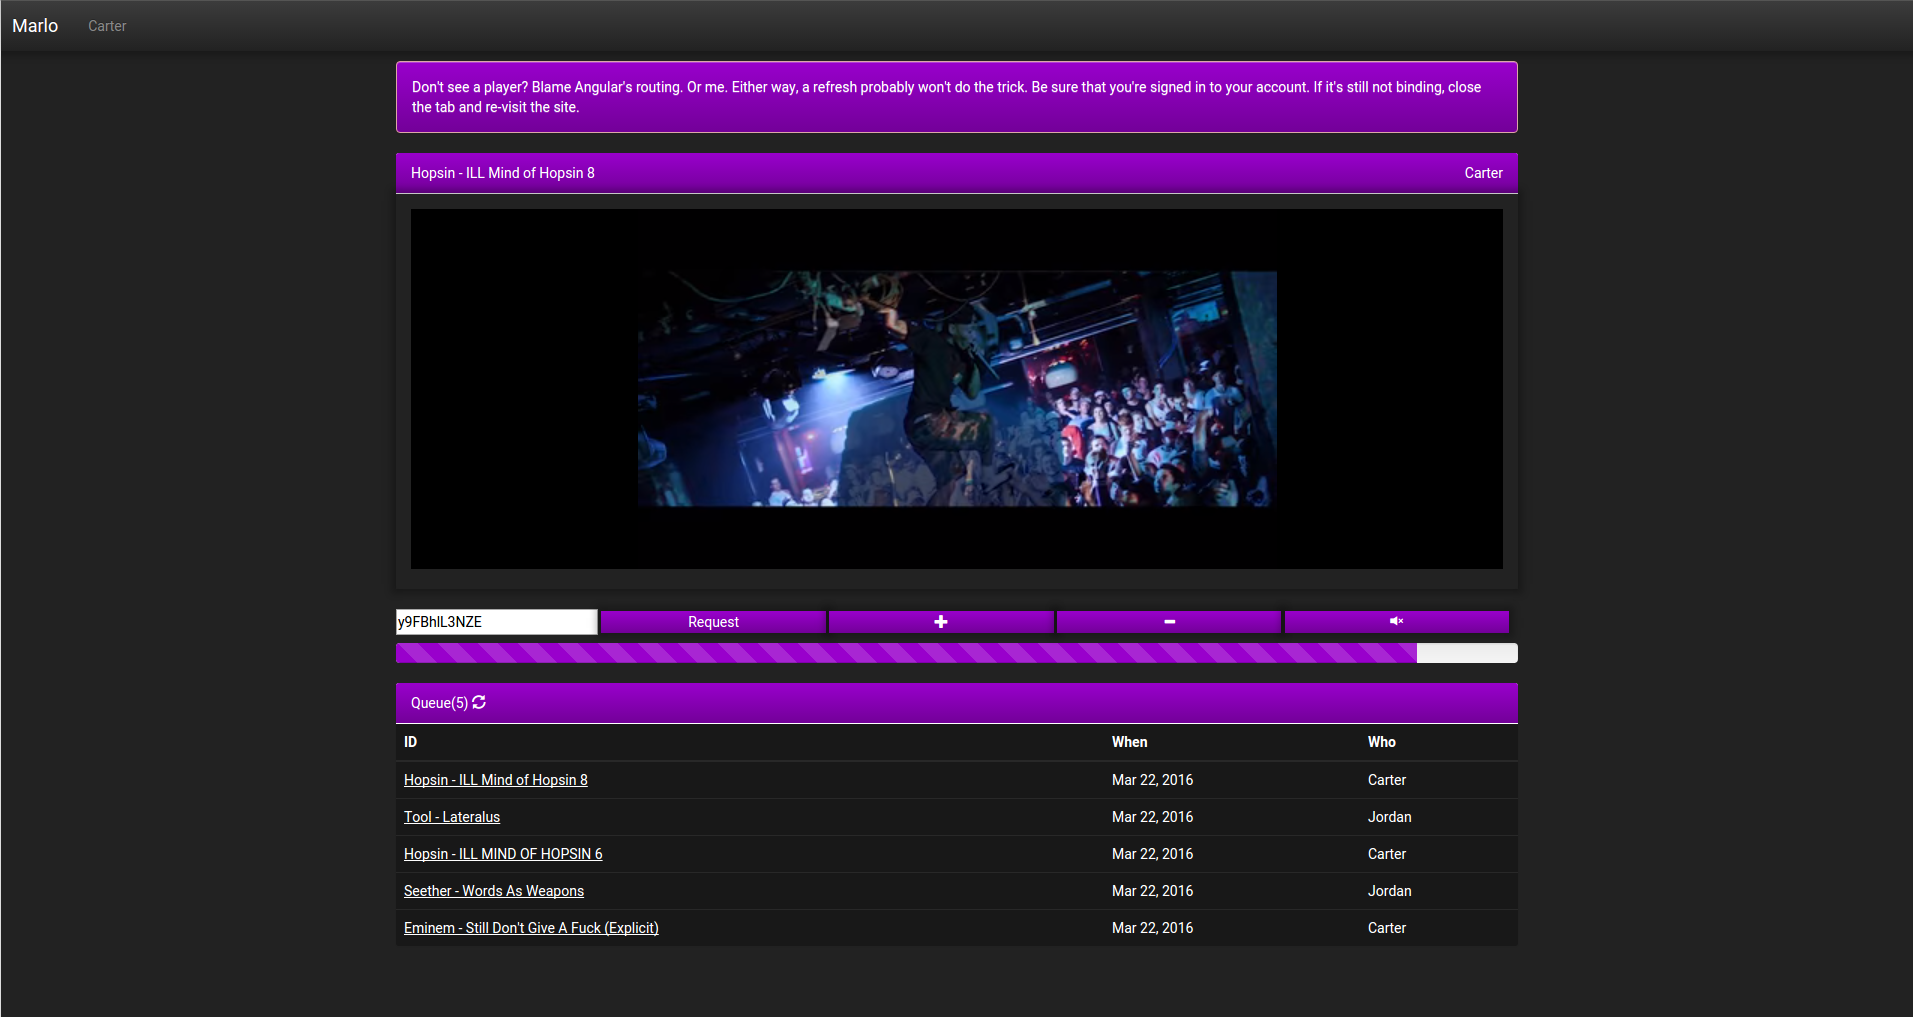 Marlo Carter
Don't see a player? Blame Angular's routing. Or me. Either way, a refresh probably won't do the trick. Be sure that you're signed in to your account. If it's still not binding, close
the tab and re-visit the site.
Hopsin - ILL Mind of Hopsin 8 Carter
y9FBhlL3NZE Request
Queue(5)
ID When Who
Hopsin - ILL Mind of Hopsin 8 Mar 22, 2016 Carter
Tool - Lateralus Mar 22, 2016 Jordan
Hopsin - ILL MIND OF HOPSIN 6 Mar 22, 2016 Carter
Seether - Words As Weapons Mar 22, 2016 Jordan
Eminem - Still Don't Give A Fuck (Explicit) Mar 22, 2016 Carter